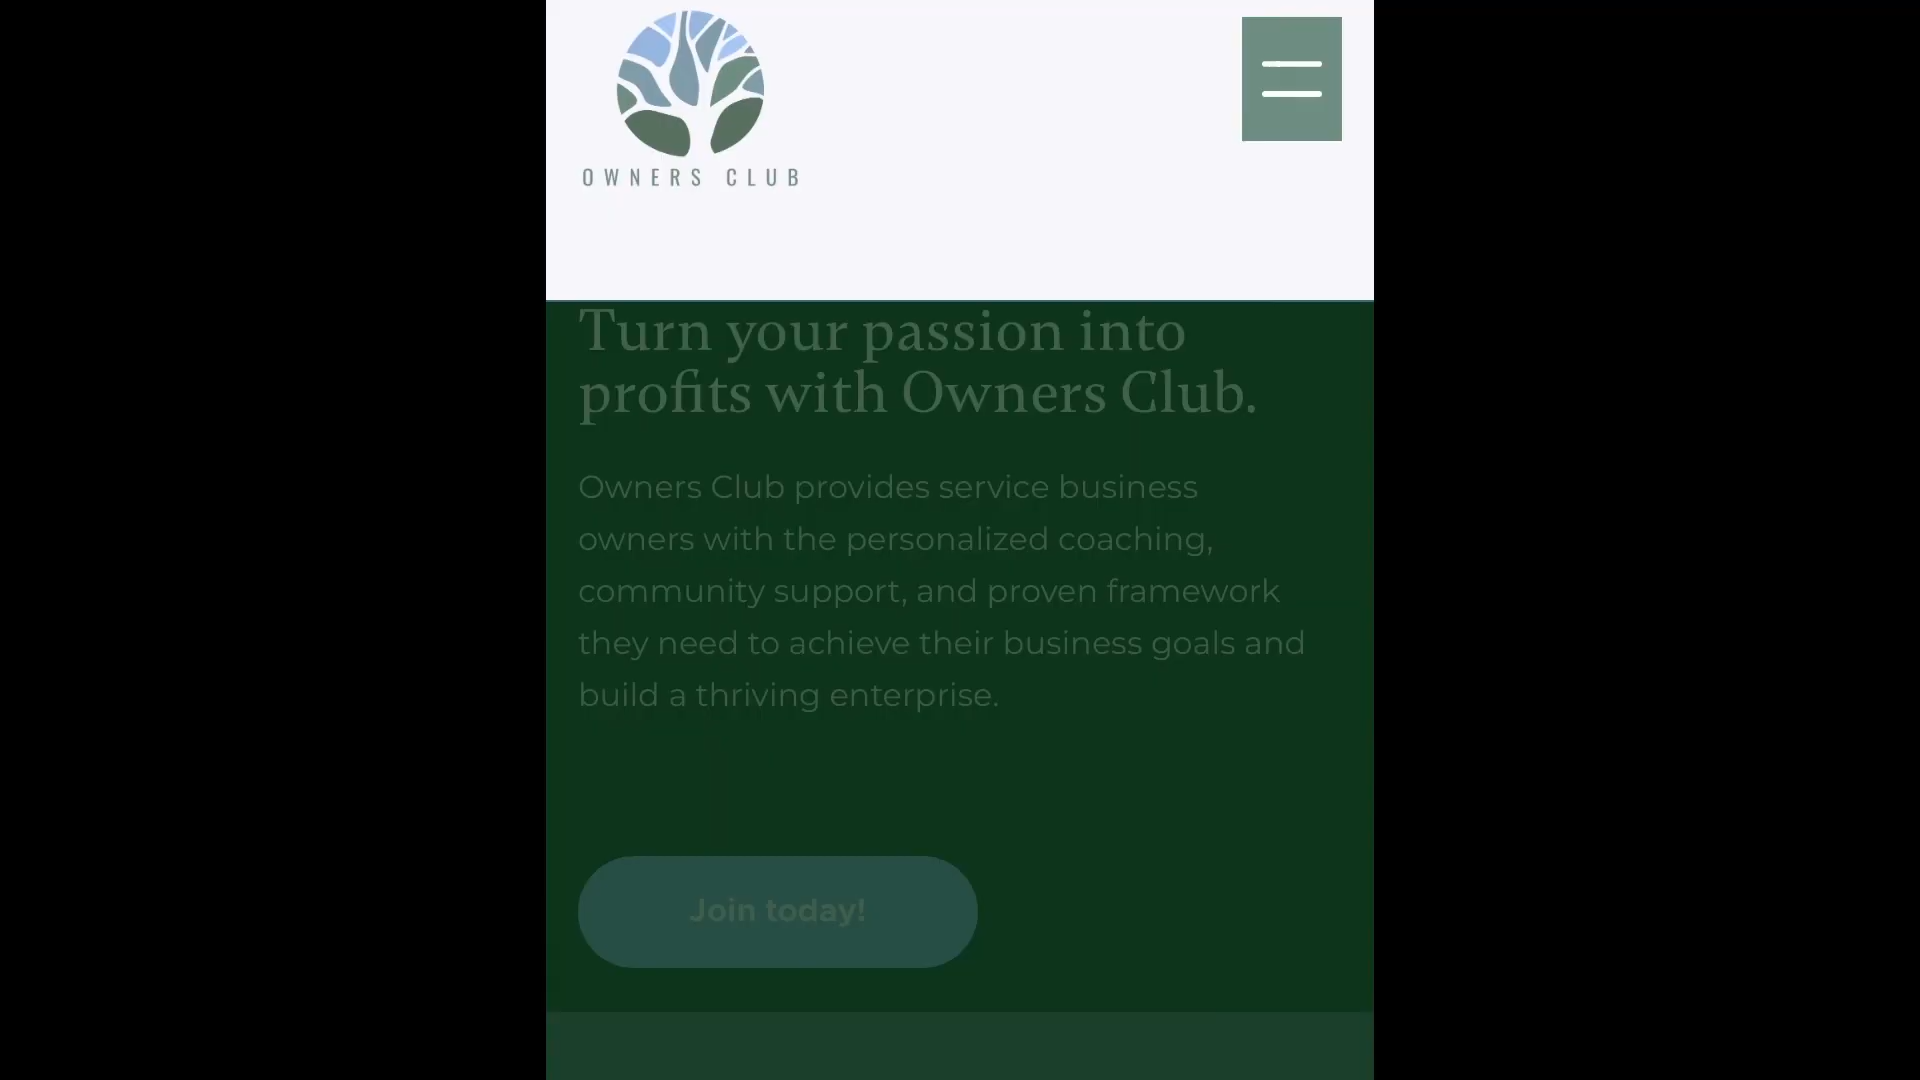 OWNERS CLUB
Turn your passion into
profits with Owners Club.
Owners Club provides service business
owners with the personalized coaching,
community support, and proven framework
they need to achieve their business goals and
build a thriving enterprise.
Join today!